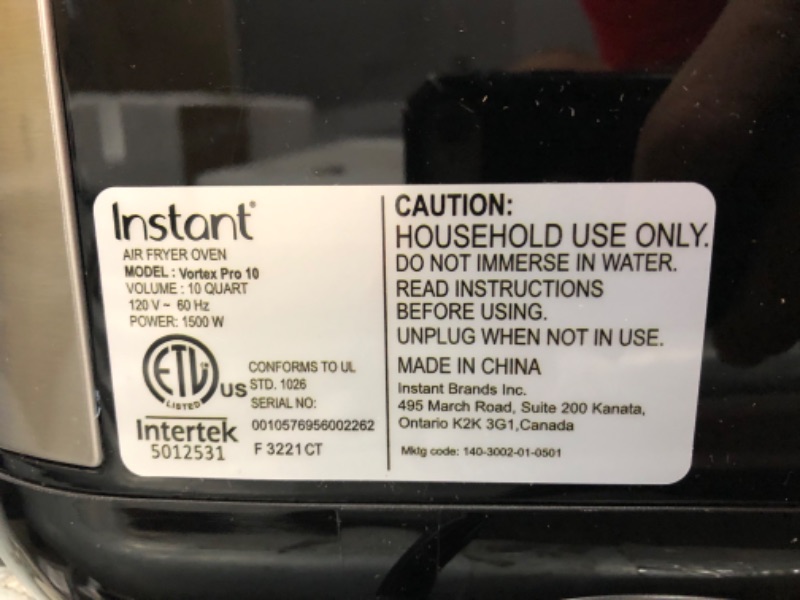 Instant®
AIR FRYER OVEN
MODEL : Vortex Pro 10
VOLUME : 10 QUART
120 V ~ 60 Hz
POWER: 1500 W
ETL
LISTED
US
CONFORMS TO UL
STD. 1026
SERIAL NO:
0010576956002262
Intertek
5012531
F 3221 CT
CAUTION:
HOUSEHOLD USE ONLY.
DO NOT IMMERSE IN WATER.
READ INSTRUCTIONS
BEFORE USING.
UNPLUG WHEN NOT IN USE.
MADE IN CHINA
Instant Brands Inc.
495 March Road, Suite 200 Kanata,
Ontario K2K 3G1,Canada
Mktg code: 140-3002-01-0501